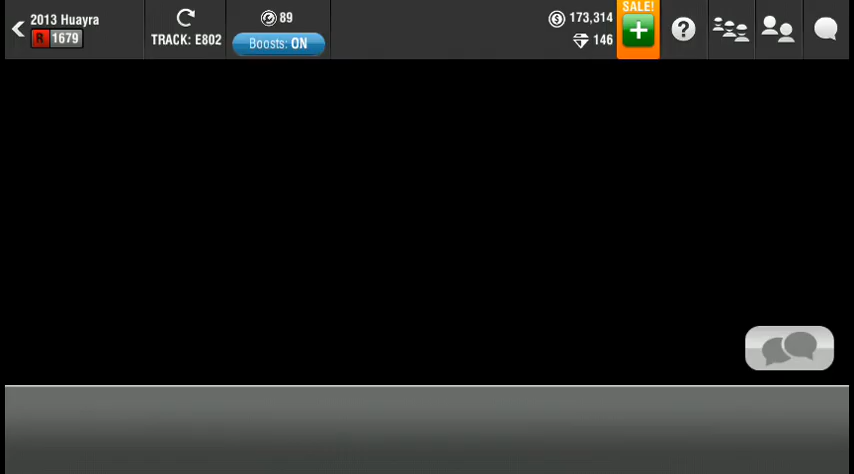 2013 Huayra
R 1679
TRACK: E802
89
Boosts: ON
173,314
146
SALE!
+
?